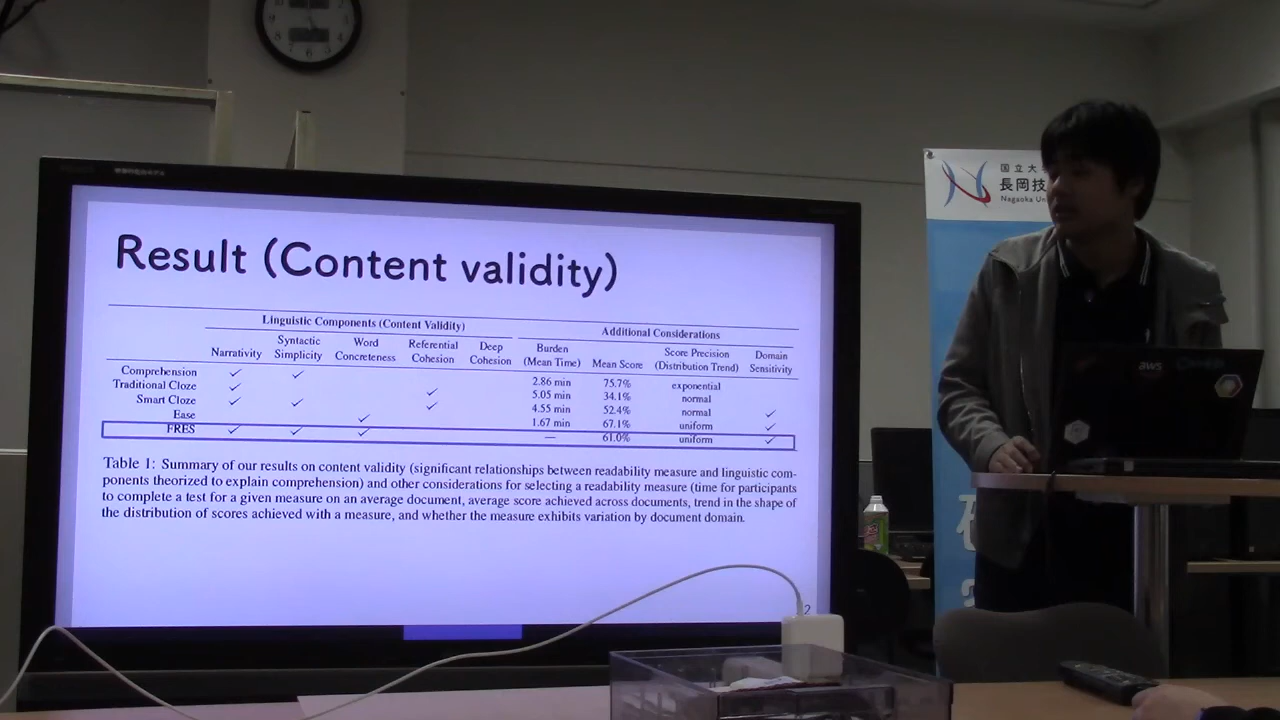 Result (Content validity)
Linguistic Components (Content Validity) Additional Considerations
Narrativity Syntactic Simplicity Word Concreteness Referential Cohesion Deep Cohesion Burden (Mean Time) Mean Score Score Precision (Distribution Trend) Domain Sensitivity
Comprehension ✓ ✓ 2.86 min 75.7% exponential
Traditional Cloze ✓ ✓ 5.05 min 34.1% normal
Smart Cloze ✓ ✓ ✓ 4.55 min 52.4% normal ✓
Ease ✓ 1.67 min 67.1% uniform ✓
FRES ✓ ✓ ✓ — 61.0% uniform ✓
Table 1: Summary of our results on content validity (significant relationships between readability measure and linguistic com-
ponents theorized to explain comprehension) and other considerations for selecting a readability measure (time for participants
to complete a test for a given measure on an average document, average score achieved across documents, trend in the shape of
the distribution of scores achieved with a measure, and whether the measure exhibits variation by document domain.
2
国立大
長岡技
Nagaoka Un
aws